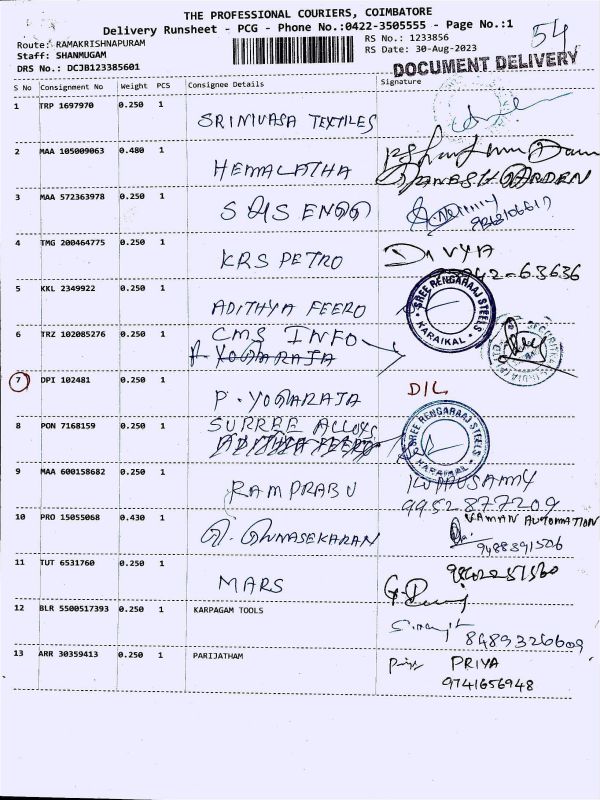 THE PROFESSIONAL COURIERS, COIMBATORE
Delivery Runsheet - PCG - Phone No.:0422-3505555 - Page No.:1
Route: RAMAKRISHNAPURAM
RS No.: 1233856
54
Staff: SHANMUGAM
RS Date: 30-Aug-2023
DRS No.: DCJB123385601
DOCUMENT DELIVERY
S No Consignment No Weight PCS Consignee Details Signature
1 TRP 1697970 0.250 1 SRINIVASA TEXTILES
2 MAA 105009063 0.480 1 HEMALATHA
GANESH GARDEN
3 MAA 572363978 0.250 1
4 TMG 200464775 0.250 1 KRS PETRO DIVYA
63636
5 KKL 2349922 0.250 1 ADITHYA FEERO
SREE RENGARAAJ STEELS
KARAIKAL
6 TRZ 102085276 0.250 1 CMS INFO
YOGARAJA
7 DPI 102481 0.250 1 P. YOGARAJA D/L
8 PON 7168159 0.250 1 SURREE ALLOYS
SREE RENGARAAJ STEELS
KARAIKAL
9 MAA 600158682 0.250 1 RAMPRABU KUPPUSAMY
9952877209
10 PRO 15055068 0.430 1 G. GUNASEKARAN VAMAN AUTOMATION
9488391506
11 TUT 6531760 0.250 1 MARS
12 BLR 5500517393 0.250 1 KARPAGAM TOOLS
8489326609
13 ARR 30359413 0.250 1 PARIJATHAM PRIYA
9741656948